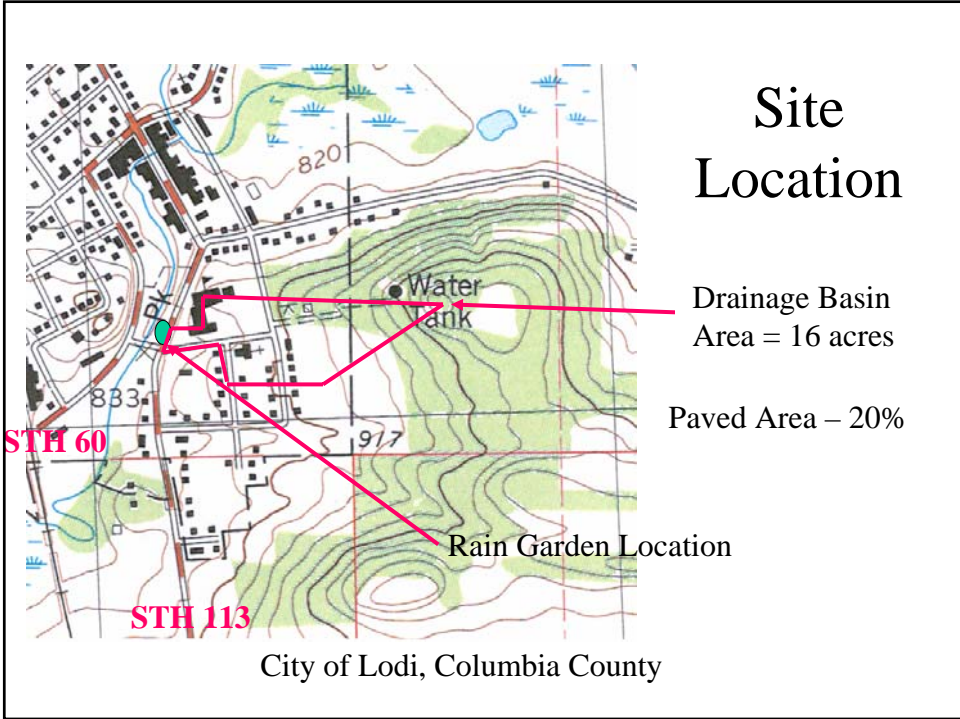 Site
Location
820
Water
Tank
Drainage Basin
Area = 16 acres
PK
833
Paved Area – 20%
STH 60
917
Rain Garden Location
STH 113
City of Lodi, Columbia County